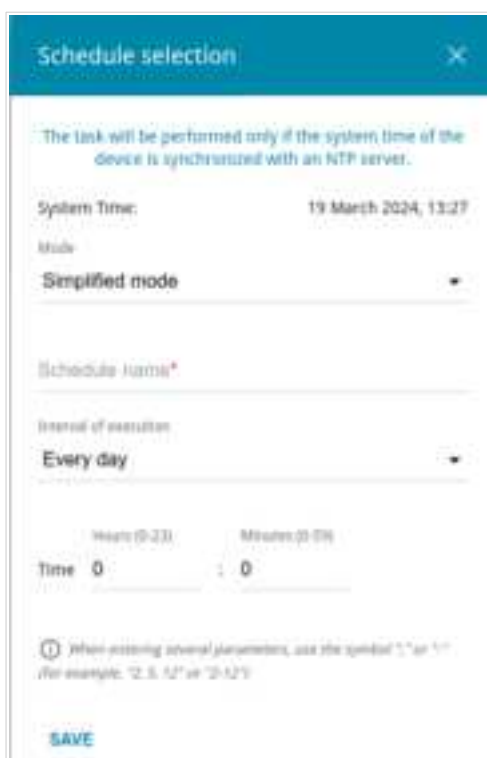 Schedule selection
The task will be performed only if the system time of the
device is synchronized with an NTP server.
System Time: 19 March 2024, 13:27
Mode
Simplified mode
Schedule name*
Interval of execution
Every day
Hours (0-23) Minutes (0-59)
Time 0 : 0
When entering several parameters, use the symbol "," or "-"
(for example, "2, 5, 12" or "2-12")
SAVE